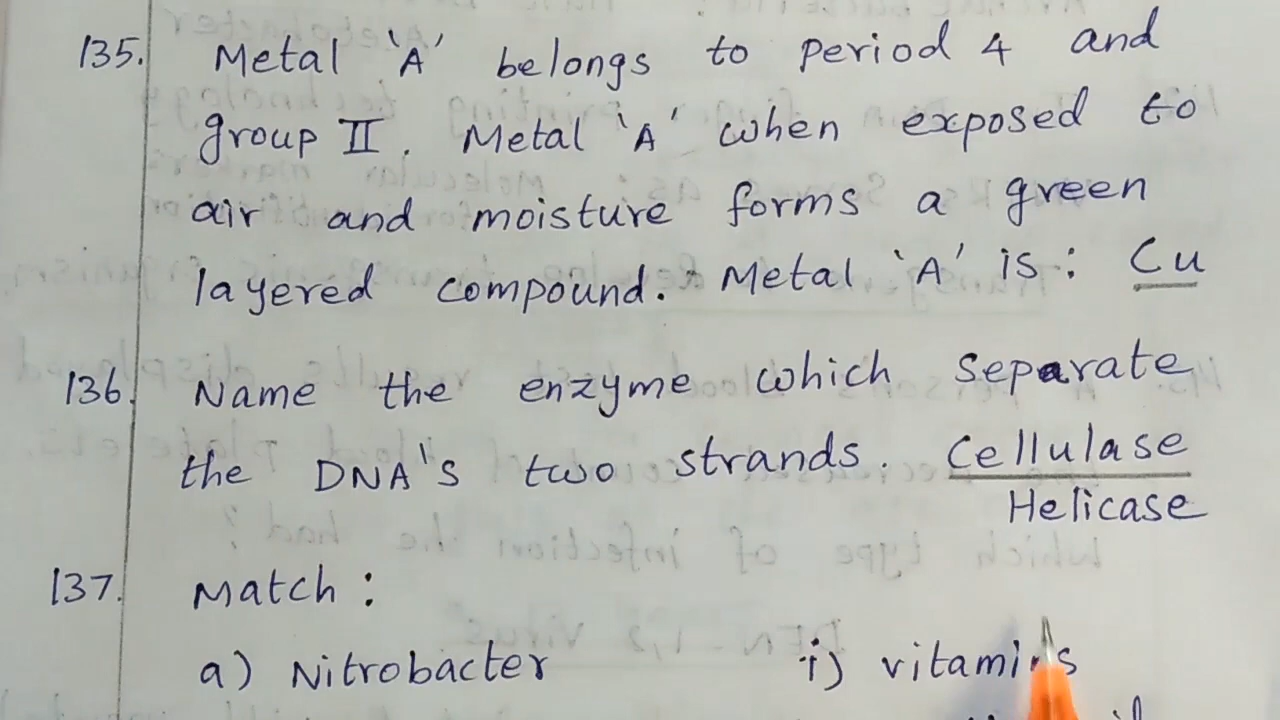 135. Metal 'A' belongs to period 4 and
group II. Metal 'A' when exposed to
air and moisture forms a green
layered compound. Metal 'A' is : Cu
136. Name the enzyme which separate
the DNA's two strands. Cellulase
Helicase
137. Match :
a) Nitrobacter i) vitamins